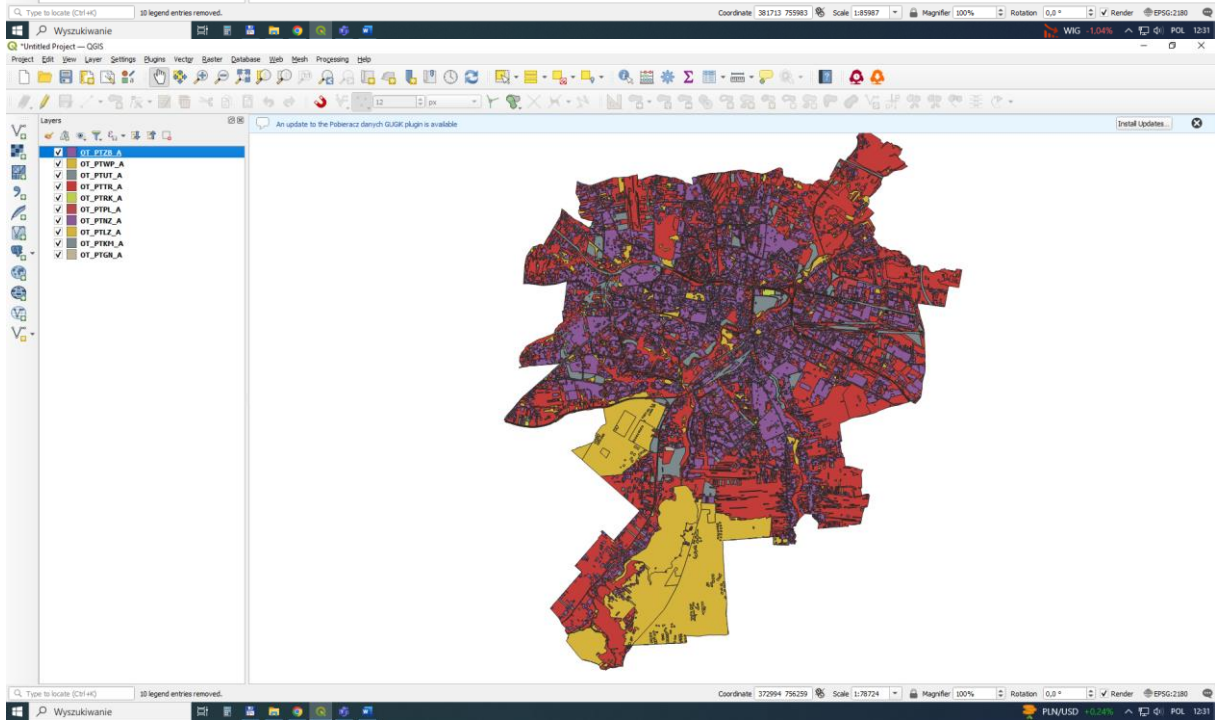 Type to locate (Ctrl+K) 10 legend entries removed. Coordinate 381713 755983 Scale 1:85987 Magnifier 100% Rotation 0,0 ° Render EPSG:2180
Wyszukiwanie WIG -1,04% POL 12:31
*Untitled Project — QGIS
Project Edit View Layer Settings Plugins Vector Raster Database Web Mesh Processing Help
12 px
Layers
An update to the Pobieracz danych GUGiK plugin is available Install Updates...
OT_PTZB_A
OT_PTWP_A
OT_PTUT_A
OT_PTTR_A
OT_PTRK_A
OT_PTPL_A
OT_PTNZ_A
OT_PTLZ_A
OT_PTKM_A
OT_PTGN_A
Type to locate (Ctrl+K) 10 legend entries removed. Coordinate 372994 756259 Scale 1:78724 Magnifier 100% Rotation 0,0 ° Render EPSG:2180
Wyszukiwanie PLN/USD +0,24% POL 12:31